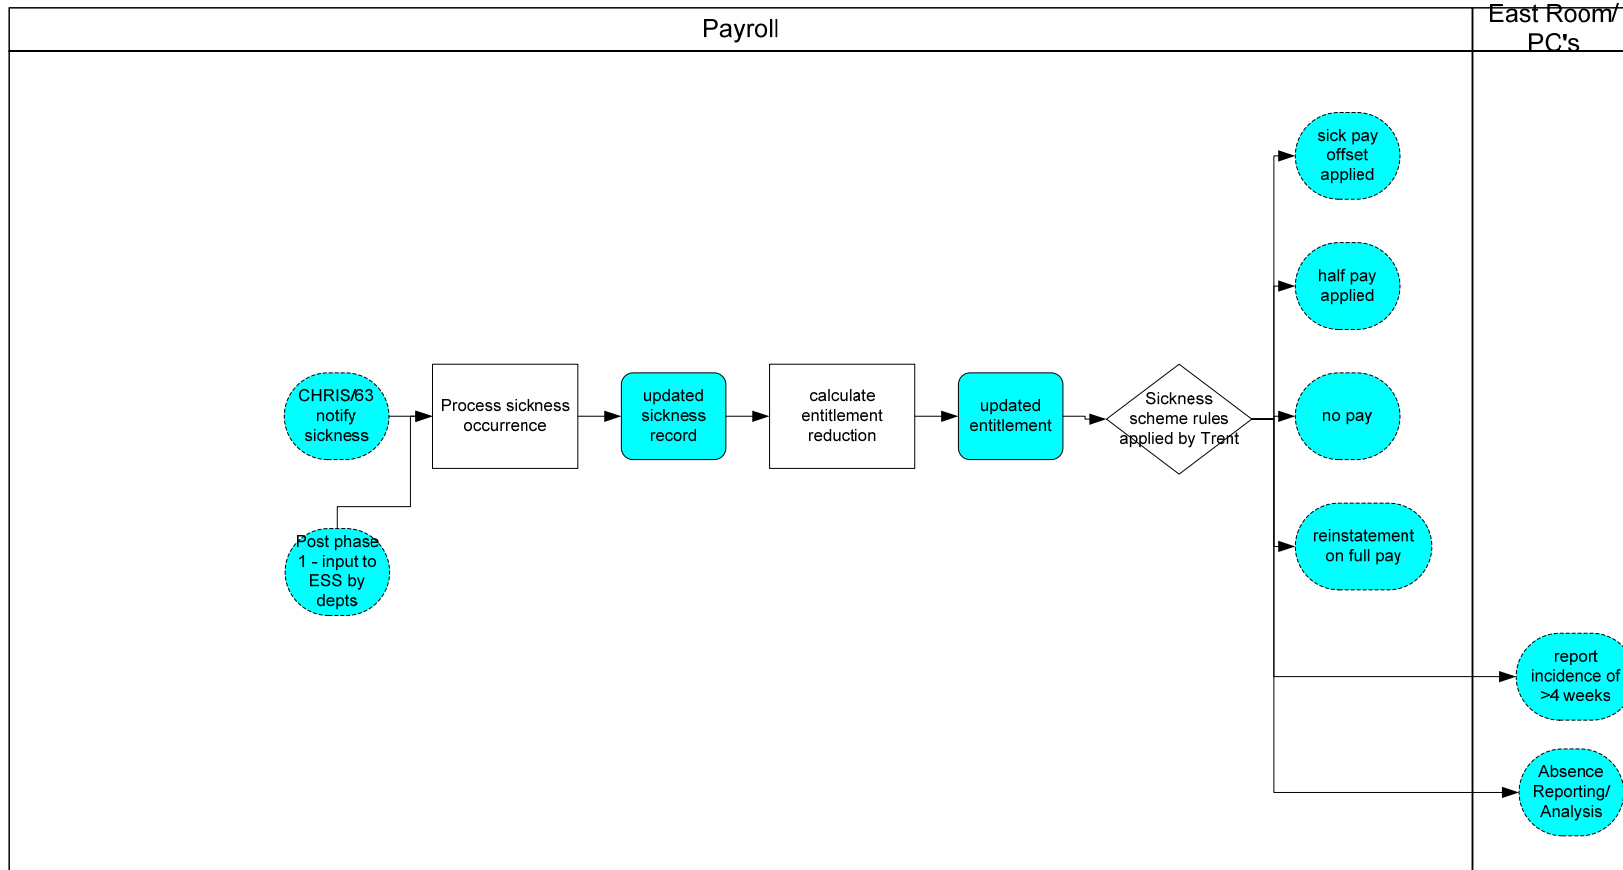 Payroll
East Room/
PC's
sick pay
offset
applied
half pay
applied
CHRIS/63
notify
sickness
Process sickness
occurrence
updated
sickness
record
calculate
entitlement
reduction
updated
entitlement
Sickness
scheme rules
applied by Trent
no pay
Post phase
1 - input to
ESS by
depts
reinstatement
on full pay
report
incidence of
>4 weeks
Absence
Reporting/
Analysis